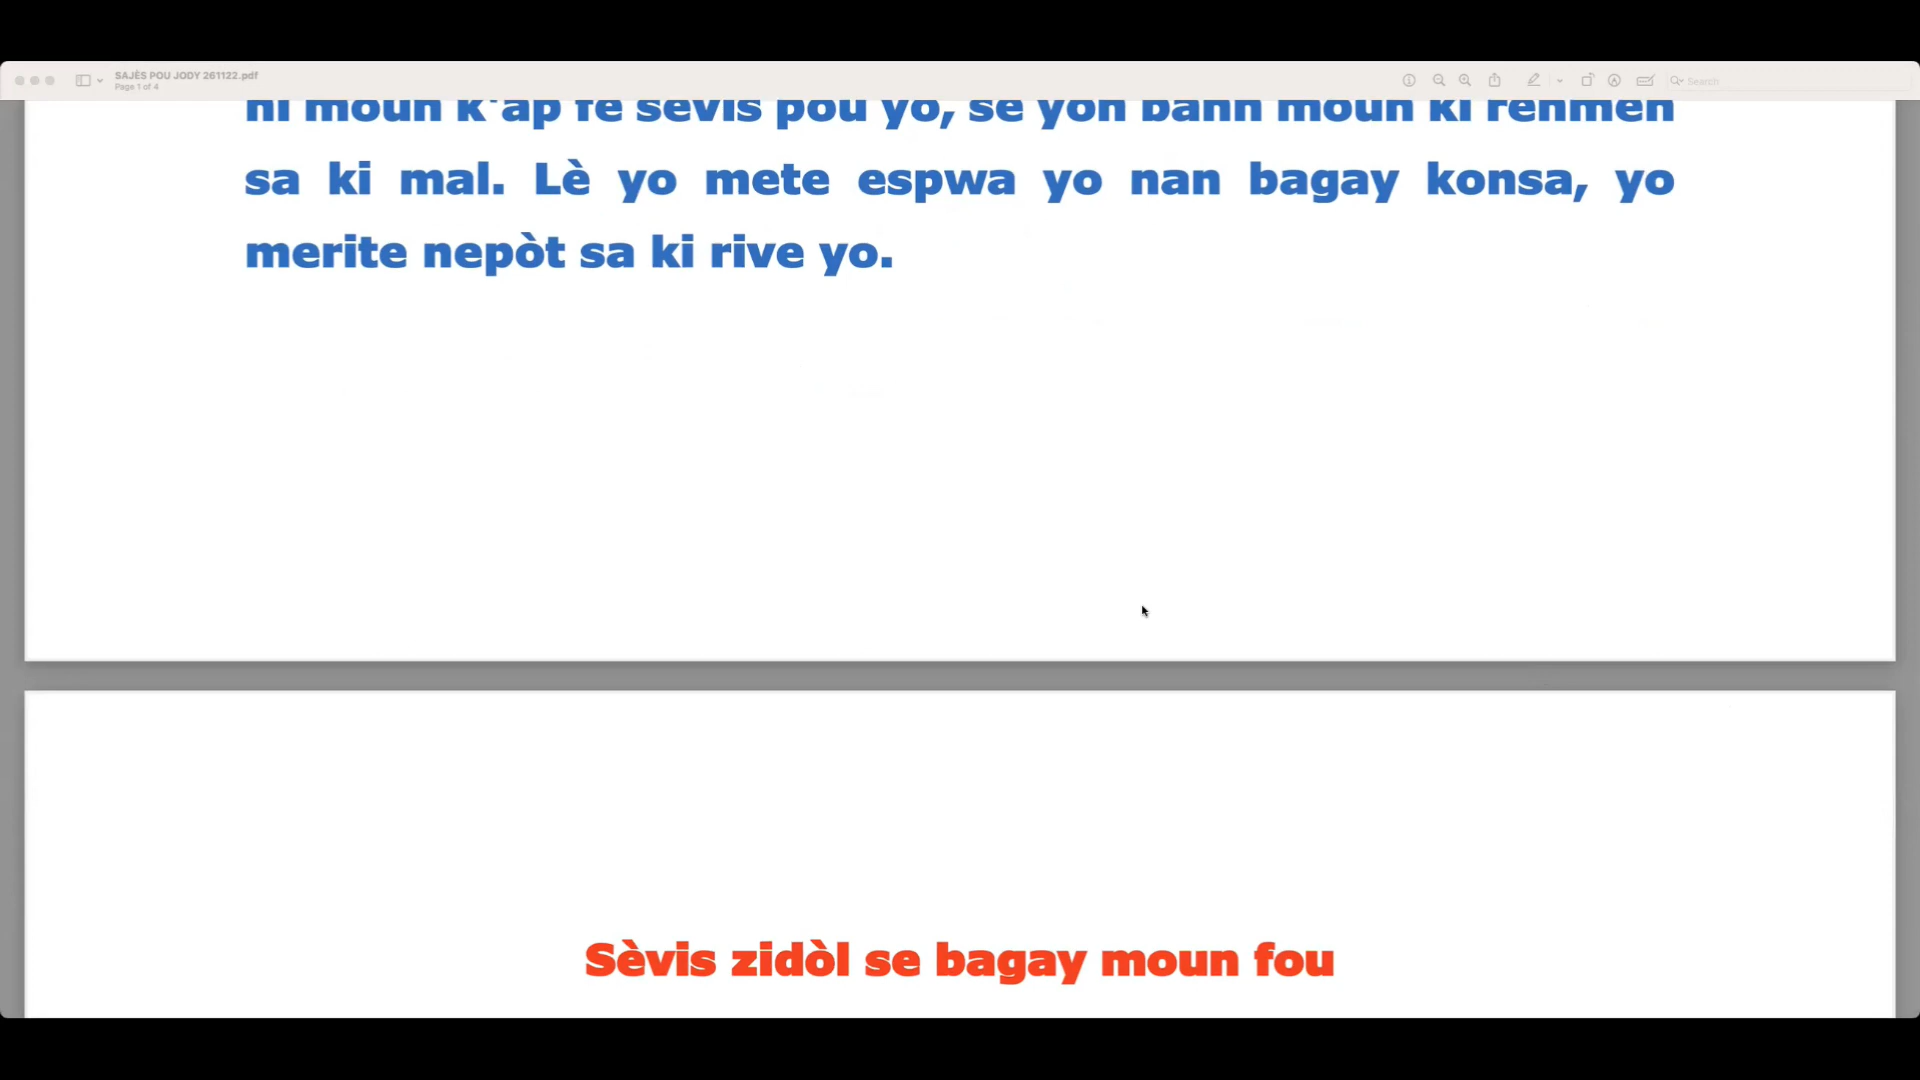 SAJÈS POU JODY 261122.pdf
Page 1 of 4
Search
ni moun k'ap fè sèvis pou yo, se yon bann moun ki renmen
sa ki mal. Lè yo mete espwa yo nan bagay konsa, yo
merite nepòt sa ki rive yo.
Sèvis zidòl se bagay moun fou